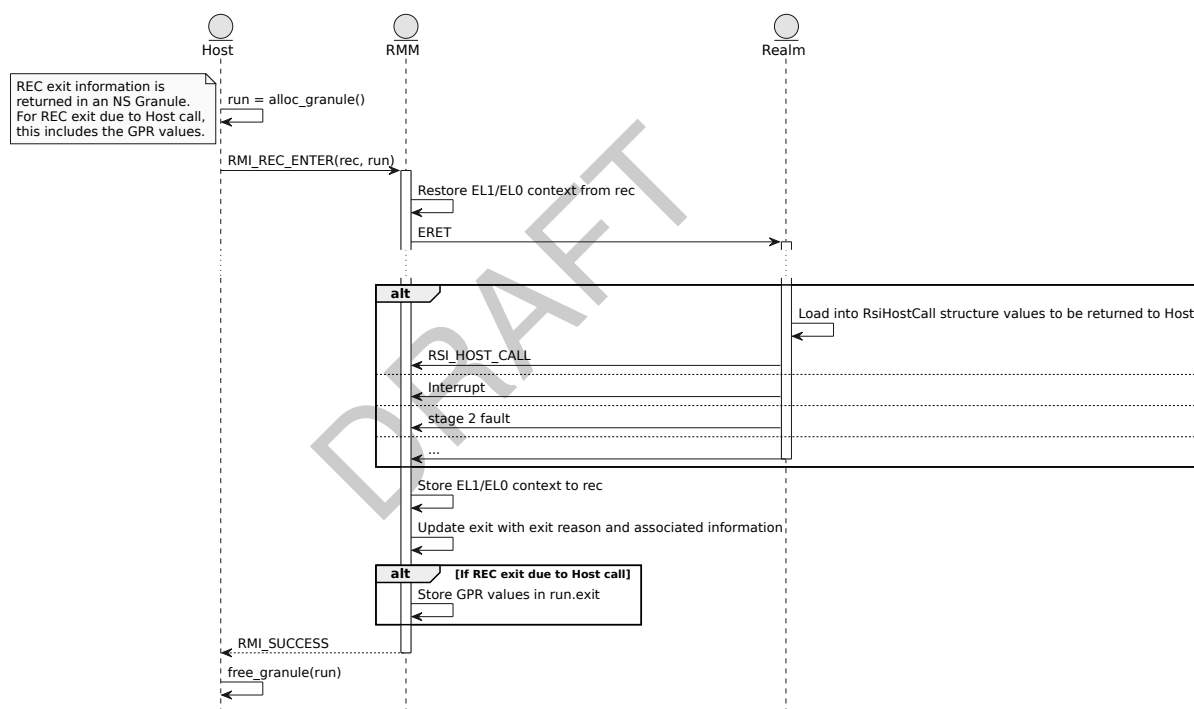 Host
RMM
Realm
REC exit information is
returned in an NS Granule.
For REC exit due to Host call,
this includes the GPR values.
run = alloc_granule()
RMI_REC_ENTER(rec, run)
Restore EL1/EL0 context from rec
ERET
alt
Load into RsiHostCall structure values to be returned to Host
RSI_HOST_CALL
Interrupt
stage 2 fault
...
Store EL1/EL0 context to rec
Update exit with exit reason and associated information
alt [If REC exit due to Host call]
Store GPR values in run.exit
RMI_SUCCESS
free_granule(run)
DRAFT